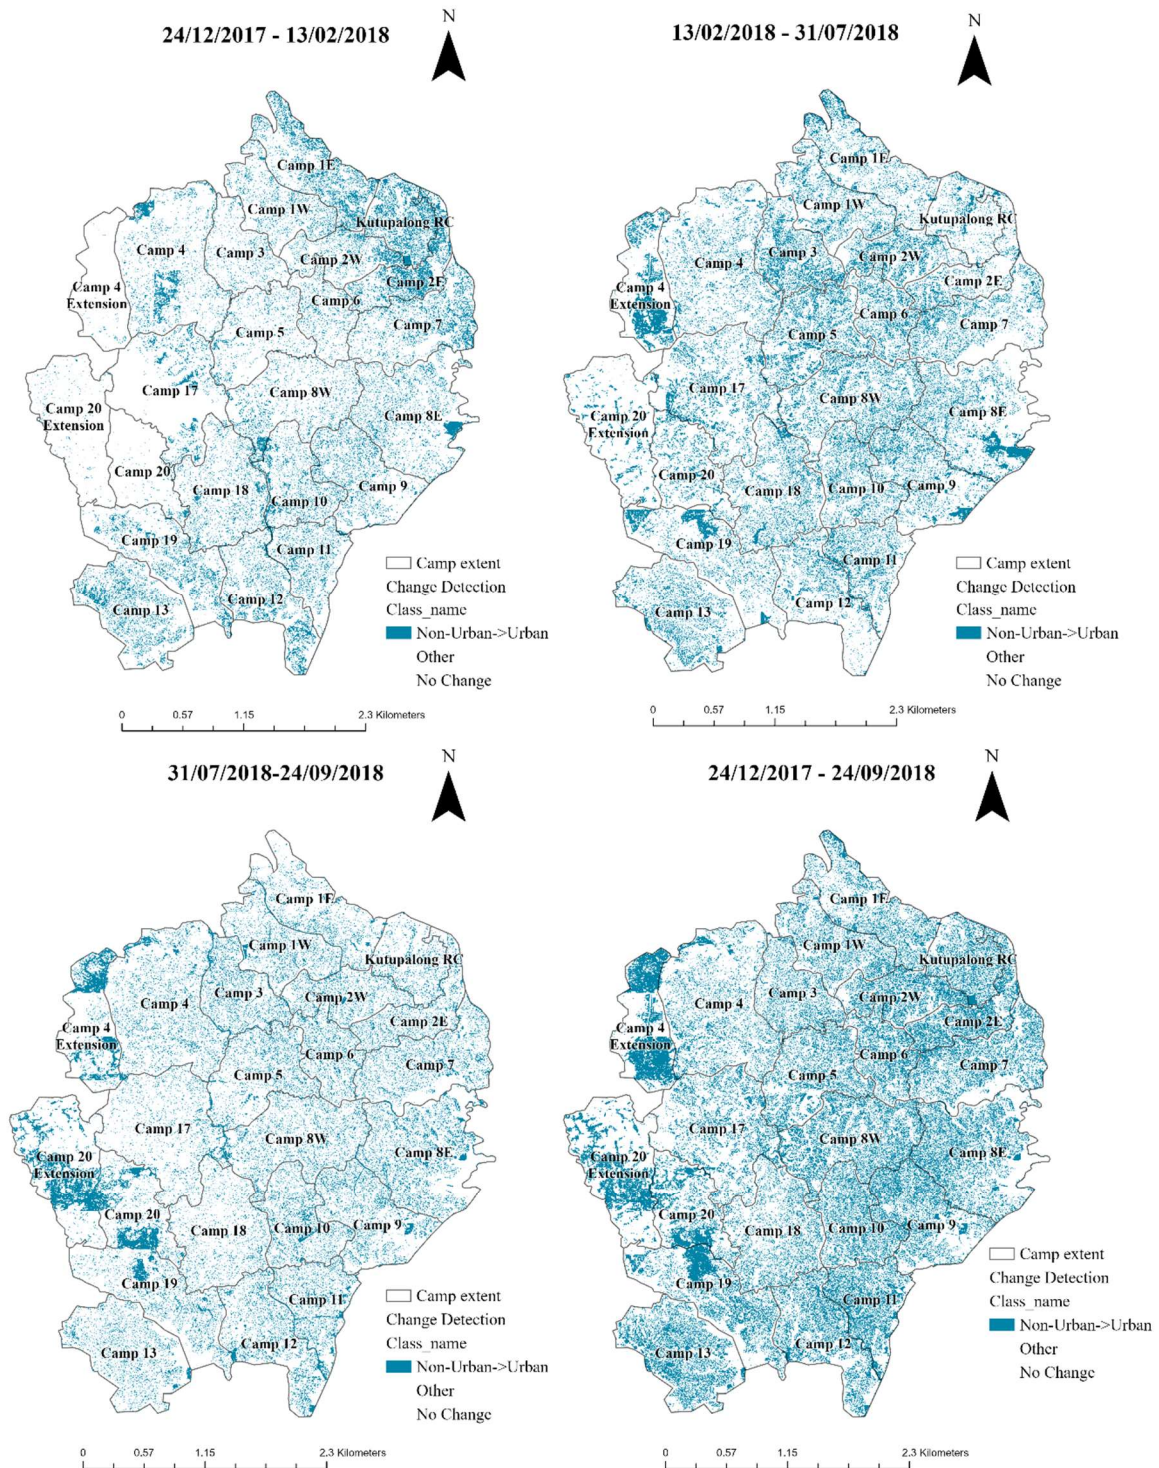 24/12/2017 - 13/02/2018
N
Camp 1E
Camp 1W
Kutupalong RC
Camp 4
Camp 3
Camp 2W
Camp 2E
Camp 4
Extension
Camp 6
Camp 7
Camp 5
Camp 17
Camp 8W
Camp 20
Extension
Camp 8E
Camp 20
Camp 18
Camp 10
Camp 9
Camp 19
Camp 11
Camp 13
Camp 12
Camp extent
Change Detection
Class_name
Non-Urban->Urban
Other
No Change
0 0.57 1.15 2.3 Kilometers
13/02/2018 - 31/07/2018
N
Camp 1E
Camp 1W
Kutupalong RC
Camp 3
Camp 2W
Camp 4
Camp 2E
Camp 4
Extension
Camp 6
Camp 7
Camp 5
Camp 17
Camp 8W
Camp 20
Extension
Camp 8E
Camp 20
Camp 18
Camp 10
Camp 9
Camp 19
Camp 11
Camp 13
Camp 12
Camp extent
Change Detection
Class_name
Non-Urban->Urban
Other
No Change
0 0.57 1.15 2.3 Kilometers
31/07/2018-24/09/2018
N
Camp 1E
Camp 1W
Kutupalong RC
Camp 4
Camp 3
Camp 2W
Camp 2E
Camp 4
Extension
Camp 6
Camp 7
Camp 5
Camp 17
Camp 8W
Camp 8E
Camp 20
Extension
Camp 20
Camp 18
Camp 10
Camp 9
Camp 19
Camp 11
Camp 13
Camp 12
Camp extent
Change Detection
Class_name
Non-Urban->Urban
Other
No Change
0 0.57 1.15 2.3 Kilometers
24/12/2017 - 24/09/2018
N
Camp 1E
Camp 1W
Kutupalong RC
Camp 4
Camp 3
Camp 2W
Camp 2E
Camp 4
Extension
Camp 6
Camp 7
Camp 5
Camp 17
Camp 8W
Camp 8E
Camp 20
Extension
Camp 20
Camp 18
Camp 10
Camp 9
Camp 19
Camp 11
Camp 13
Camp 12
Camp extent
Change Detection
Class_name
Non-Urban->Urban
Other
No Change
0 0.57 1.15 2.3 Kilometers